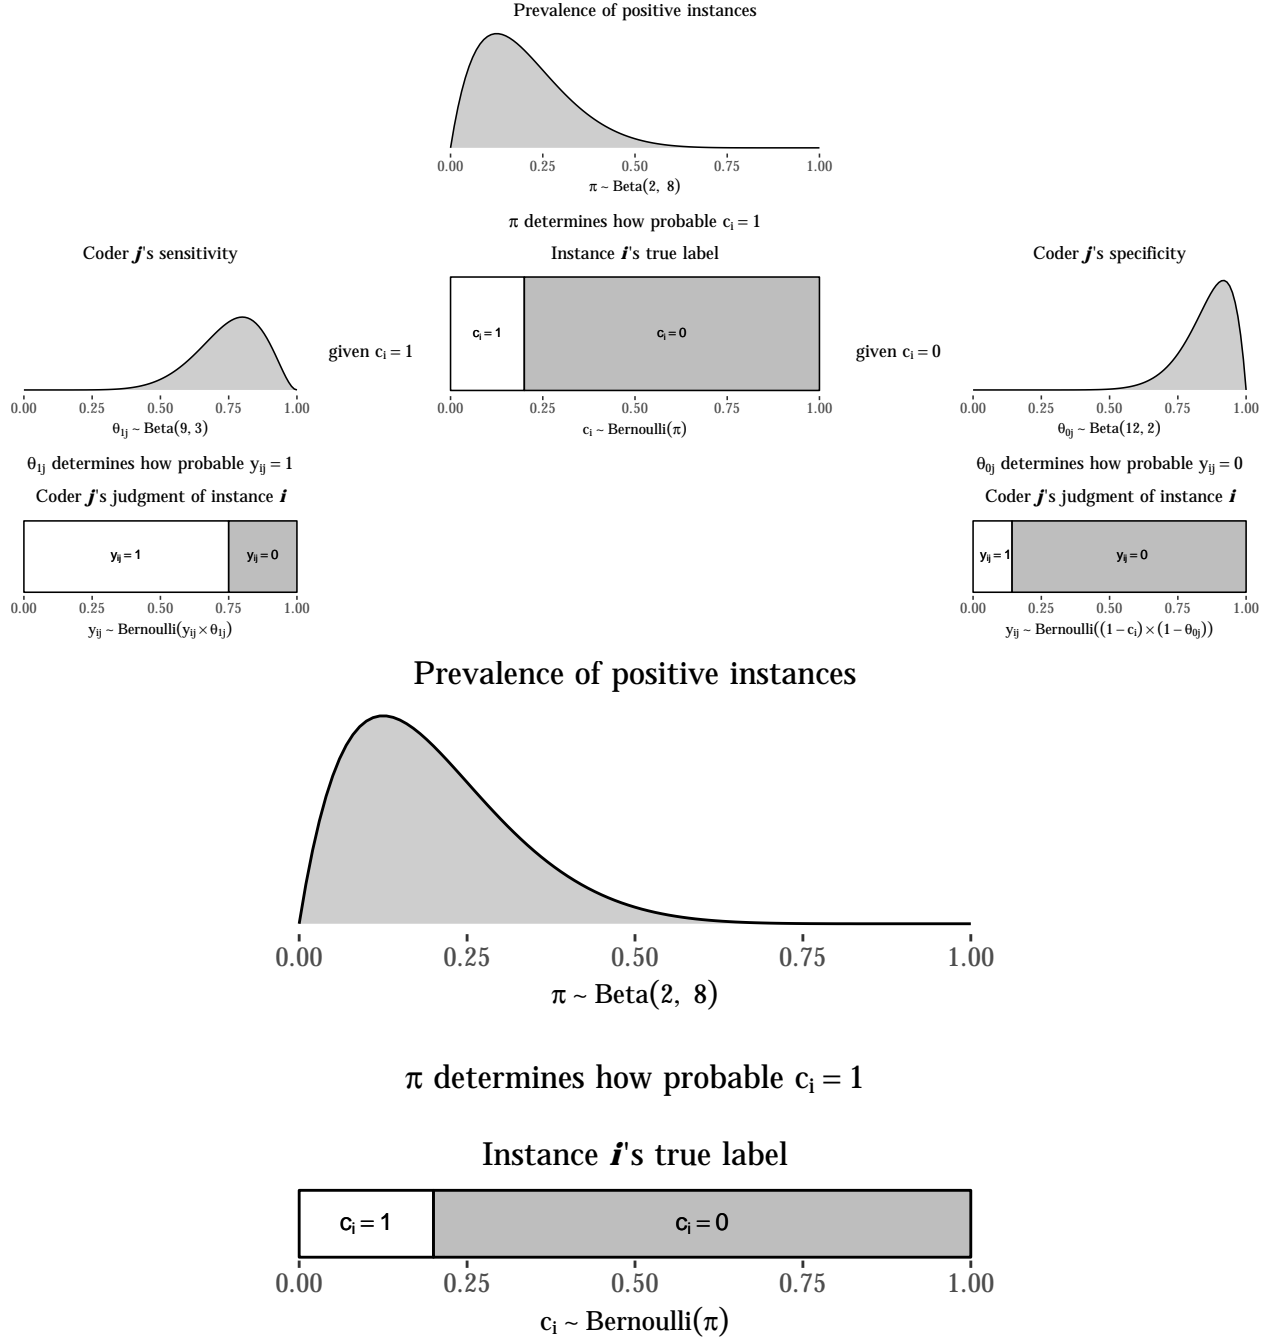 Prevalence of positive instances
0.00 0.25 0.50 0.75 1.00
π ~ Beta(2, 8)
π determines how probable cᵢ = 1
Coder j's sensitivity
0.00 0.25 0.50 0.75 1.00
θ₁ⱼ ~ Beta(9, 3)
given cᵢ = 1
Instance i's true label
cᵢ = 1 cᵢ = 0
0.00 0.25 0.50 0.75 1.00
cᵢ ~ Bernoulli(π)
given cᵢ = 0
Coder j's specificity
0.00 0.25 0.50 0.75 1.00
θ₀ⱼ ~ Beta(12, 2)
θ₁ⱼ determines how probable yᵢⱼ = 1
Coder j's judgment of instance i
yᵢⱼ = 1 yᵢⱼ = 0
0.00 0.25 0.50 0.75 1.00
yᵢⱼ ~ Bernoulli(yᵢⱼ × θ₁ⱼ)
θ₀ⱼ determines how probable yᵢⱼ = 0
Coder j's judgment of instance i
yᵢⱼ = 1 yᵢⱼ = 0
0.00 0.25 0.50 0.75 1.00
yᵢⱼ ~ Bernoulli((1 − cᵢ) × (1 − θ₀ⱼ))
Prevalence of positive instances
0.00 0.25 0.50 0.75 1.00
π ~ Beta(2, 8)
π determines how probable cᵢ = 1
Instance i's true label
cᵢ = 1 cᵢ = 0
0.00 0.25 0.50 0.75 1.00
cᵢ ~ Bernoulli(π)